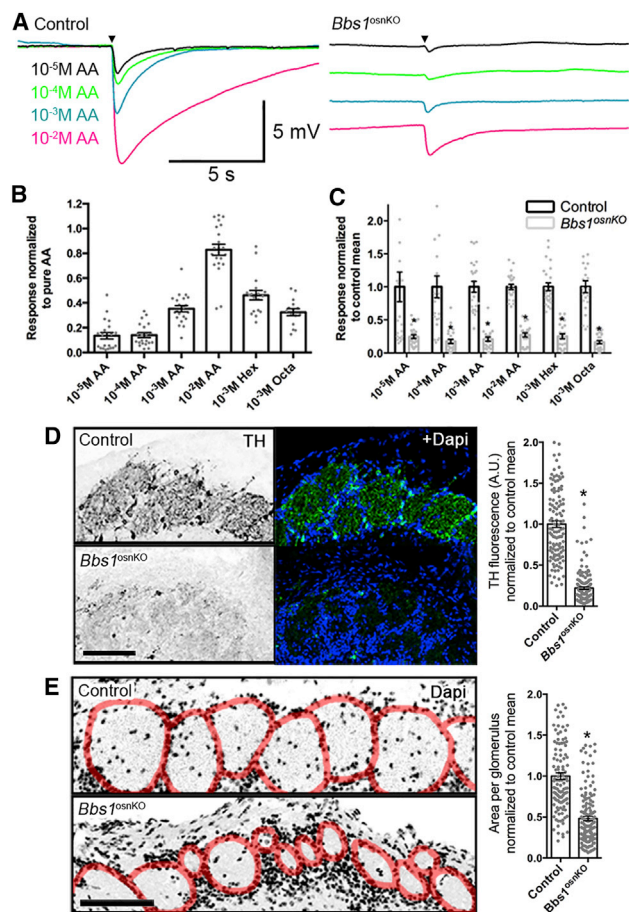 A Control
Bbs1osnKO
10-5M AA
10-4M AA
10-3M AA
10-2M AA
5 mV
5 s
B
Response normalized
to pure AA
1.2
1.0
0.8
0.6
0.4
0.2
0.0
10-5M AA
10-4M AA
10-3M AA
10-2M AA
10-3M Hex
10-3M Octa
C
Response normalized
to control mean
Control
Bbs1osnKO
2.0
1.5
1.0
0.5
0.0
* * * * * *
10-5M AA
10-4M AA
10-3M AA
10-2M AA
10-3M Hex
10-3M Octa
D
Control
TH
+Dapi
Bbs1osnKO
TH fluorescence (A.U.)
normalized to control mean
2.0
1.5
1.0
0.5
0.0
*
Control
Bbs1osnKO
E
Control
Dapi
Bbs1osnKO
Area per glomerulus
normalized to control mean
2.0
1.5
1.0
0.5
0.0
*
Control
Bbs1osnKO